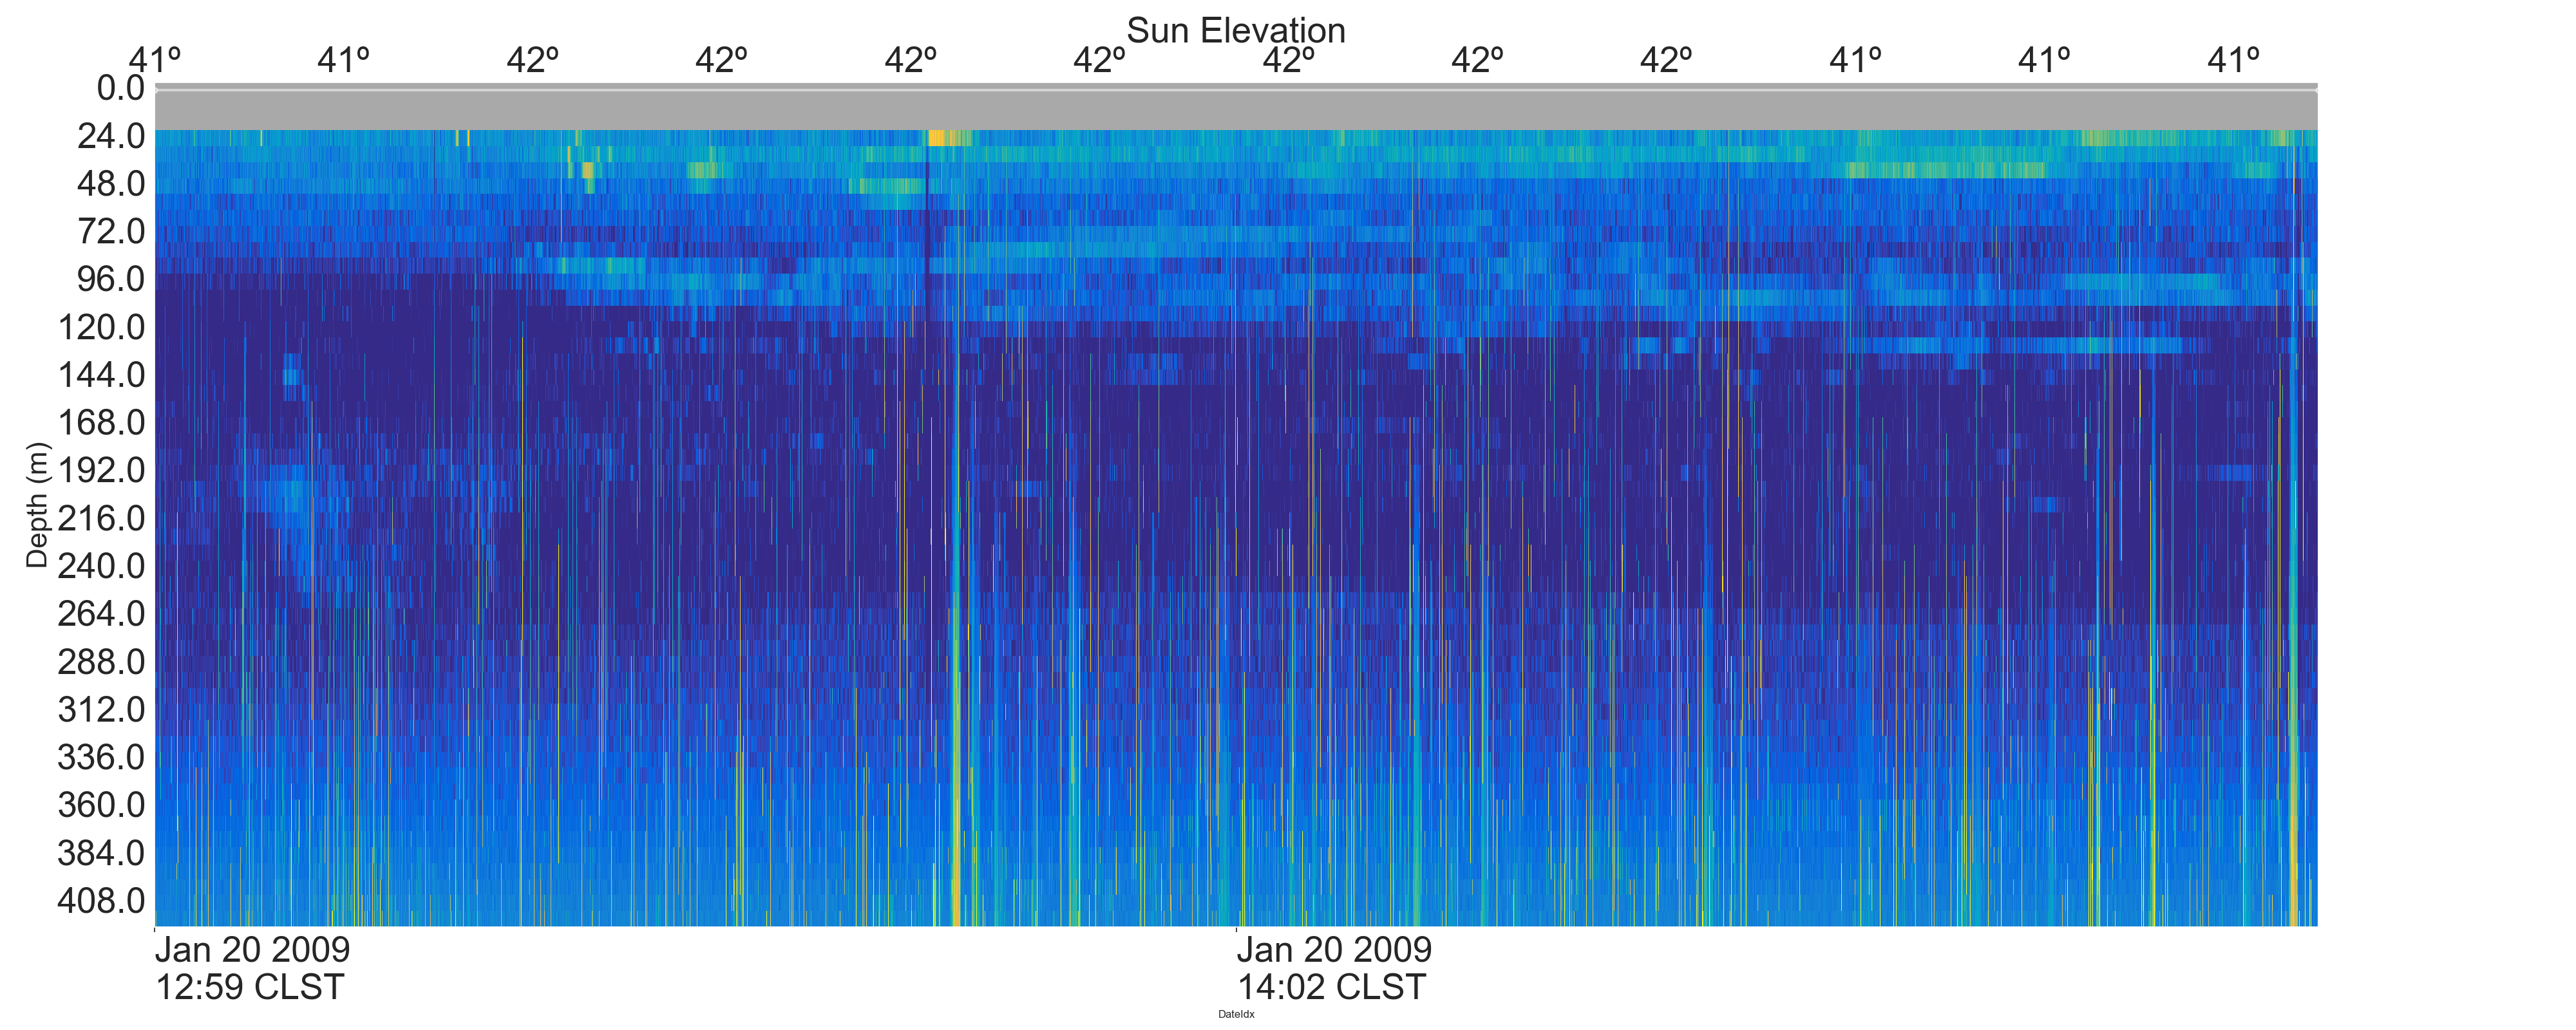 Sun Elevation
41º 41º 42º 42º 42º 42º 42º 42º 42º 41º 41º 41º
0.0
24.0
48.0
72.0
96.0
120.0
144.0
168.0
192.0
216.0
240.0
264.0
288.0
312.0
336.0
360.0
384.0
408.0
Depth (m)
Jan 20 2009
12:59 CLST
Jan 20 2009
14:02 CLST
DateIdx